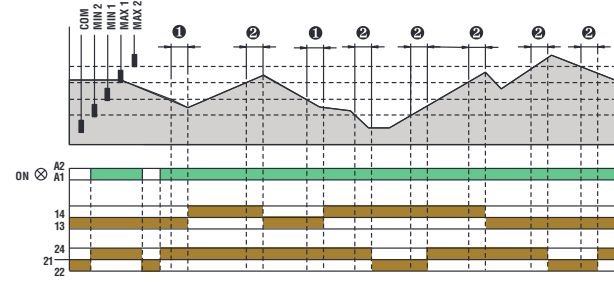 COM
MIN 2
MIN 1
MAX 1
MAX 2
❶ ❷ ❶ ❷ ❷ ❷ ❷ ❷
ON A2
A1
14
13
24
21
22